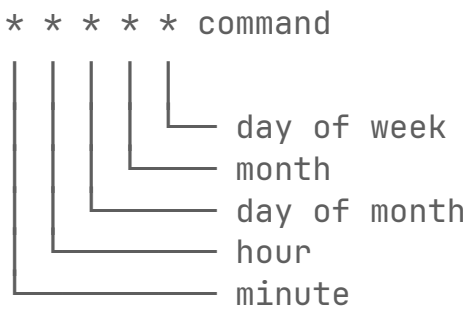 * * * * * command
day of week
month
day of month
hour
minute